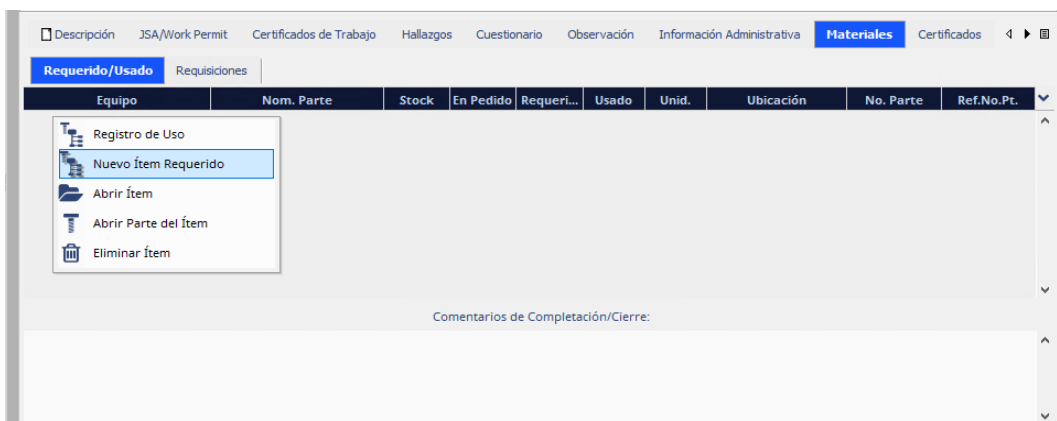 Descripción JSA/Work Permit Certificados de Trabajo Hallazgos Cuestionario Observación Información Administrativa Materiales Certificados
Requerido/Usado Requisiciones
Equipo Nom. Parte Stock En Pedido Requeri... Usado Unid. Ubicación No. Parte Ref.No.Pt.
Registro de Uso
Nuevo Ítem Requerido
Abrir Ítem
Abrir Parte del Ítem
Eliminar Ítem
Comentarios de Completación/Cierre: